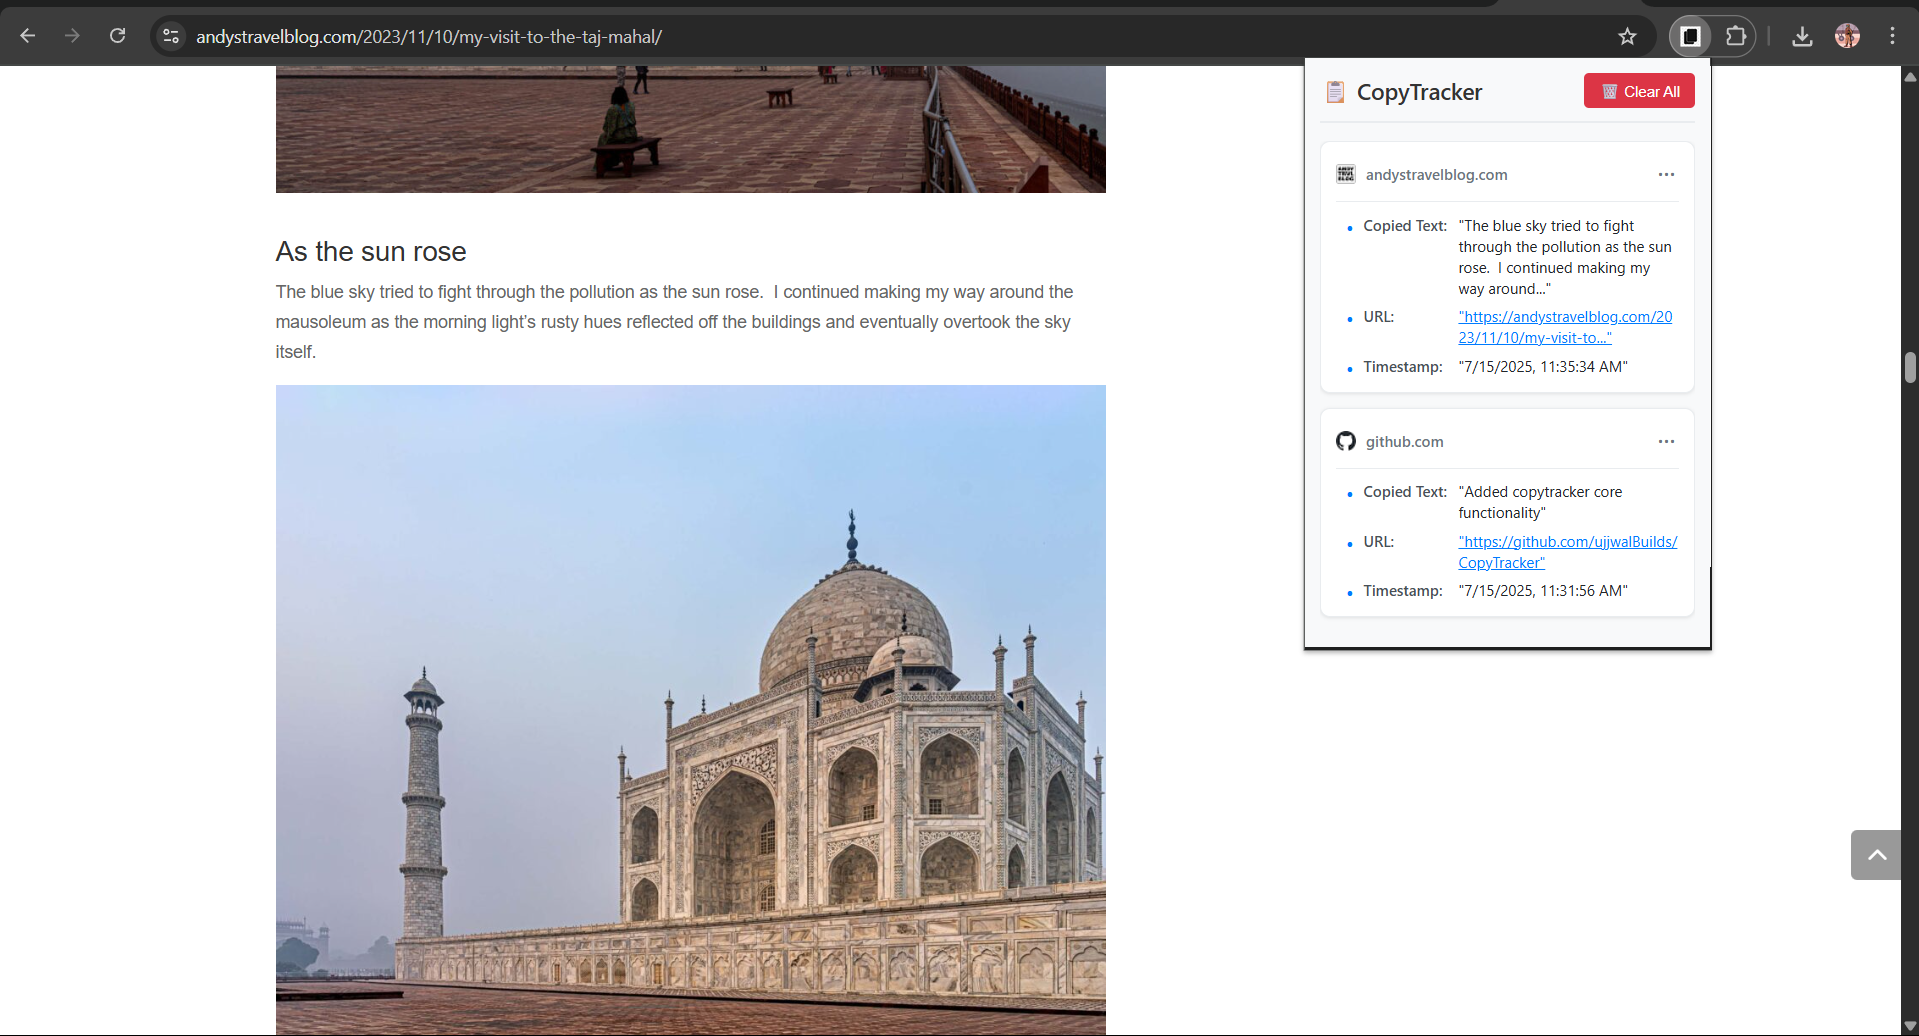 andystravelblog.com/2023/11/10/my-visit-to-the-taj-mahal/
As the sun rose
The blue sky tried to fight through the pollution as the sun rose.  I continued making my way around the
mausoleum as the morning light's rusty hues reflected off the buildings and eventually overtook the sky
itself.
CopyTracker
Clear All
ANDY
TRVL
BLOG
andystravelblog.com
Copied Text:
"The blue sky tried to fight
through the pollution as the sun
rose.  I continued making my
way around..."
URL:
"https://andystravelblog.com/20
23/11/10/my-visit-to..."
Timestamp:
"7/15/2025, 11:35:34 AM"
github.com
Copied Text:
"Added copytracker core
functionality"
URL:
"https://github.com/ujjwalBuilds/
CopyTracker"
Timestamp:
"7/15/2025, 11:31:56 AM"